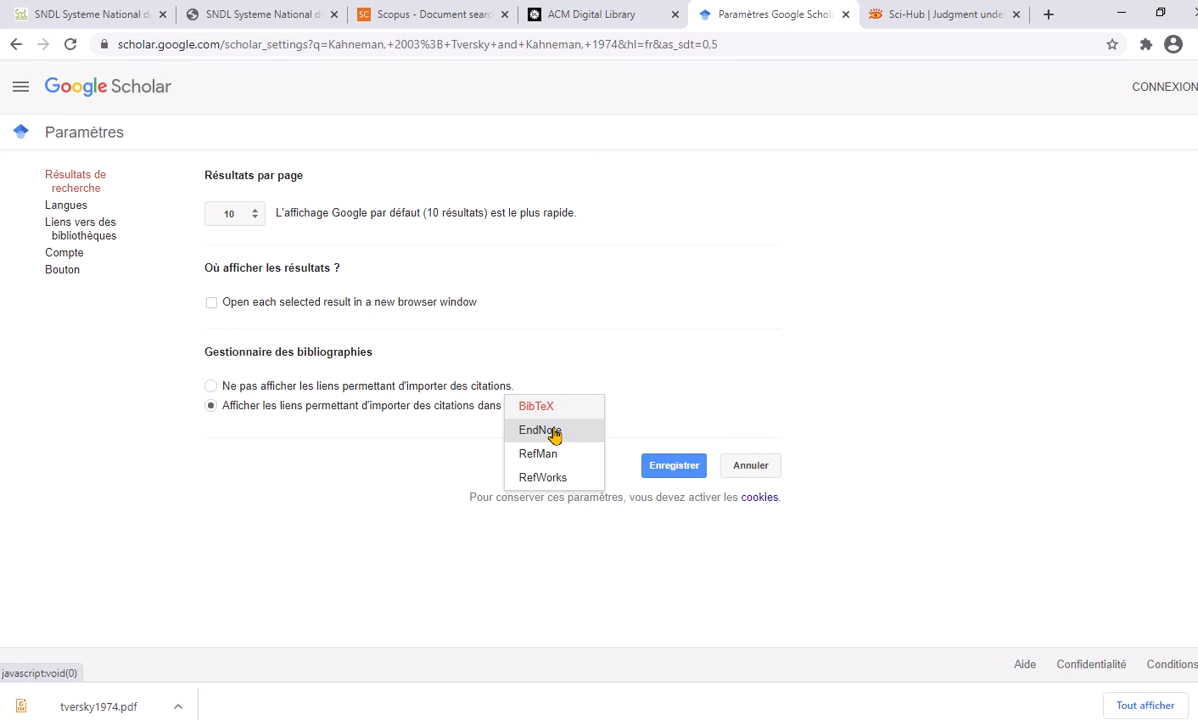 SNDL Systeme National d
SNDL Systeme National d
Scopus - Document searc
ACM Digital Library
Paramètres Google Schol
Sci-Hub | Judgment unde
scholar.google.com/scholar_settings?q=Kahneman,+2003%3B+Tversky+and+Kahneman,+1974&hl=fr&as_sdt=0,5
Google Scholar
CONNEXION
Paramètres
Résultats de
recherche
Langues
Liens vers des
bibliothèques
Compte
Bouton
Résultats par page
10
L'affichage Google par défaut (10 résultats) est le plus rapide.
Où afficher les résultats ?
Open each selected result in a new browser window
Gestionnaire des bibliographies
Ne pas afficher les liens permettant d'importer des citations.
Afficher les liens permettant d'importer des citations dans
BibTeX
EndNote
RefMan
RefWorks
Enregistrer
Annuler
Pour conserver ces paramètres, vous devez activer les cookies.
Aide
Confidentialité
Conditions
javascript:void(0)
tversky1974.pdf
Tout afficher